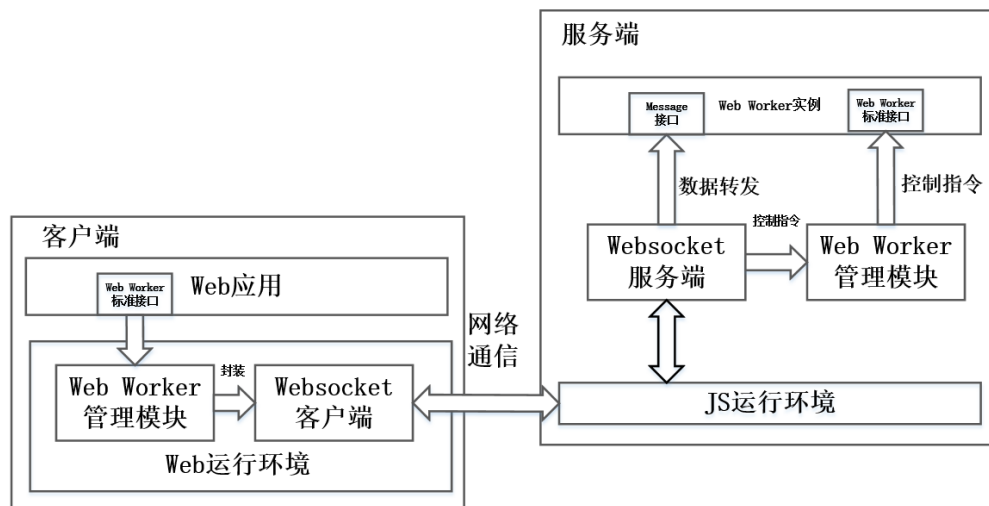 服务端
Message
接口
Web Worker实例
Web Worker
标准接口
数据转发
控制指令
Websocket
服务端
控制指令
Web Worker
管理模块
JS运行环境
网络
通信
客户端
Web Worker
标准接口
Web应用
Web Worker
管理模块
封装
Websocket
客户端
Web运行环境